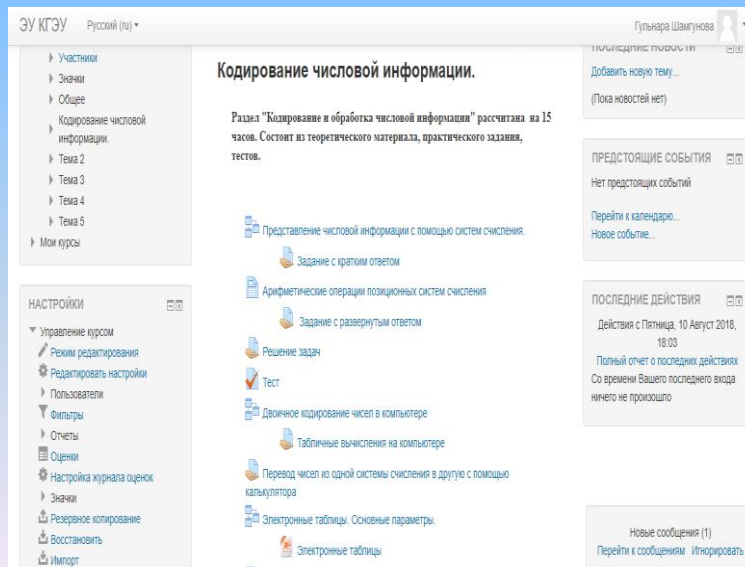 ЭУ КГЭУ Русский (ru)
Гульнара Шамгунова
Участники
Значки
Общее
Кодирование числовой
информации.
Тема 2
Тема 3
Тема 4
Тема 5
Мои курсы
НАСТРОЙКИ
Управление курсом
Режим редактирования
Редактировать настройки
Пользователи
Фильтры
Отчеты
Оценки
Настройка журнала оценок
Значки
Резервное копирование
Восстановить
Импорт
Кодирование числовой информации.
Раздел "Кодирование и обработка числовой информации" рассчитана на 15
часов. Состоит из теоретического материала, практического задания,
тестов.
Представление числовой информации с помощью систем счисления.
Задание с кратким ответом
Арифметические операции позиционных систем счисления
Задание с развернутым ответом
Решение задач
Тест
Двоичное кодирование чисел в компьютере
Табличные вычисления на компьютере
Перевод чисел из одной системы счисления в другую с помощью
калькулятора
Электронные таблицы. Основные параметры.
Электронные таблицы
ПОСЛЕДНИЕ НОВОСТИ
Добавить новую тему...
(Пока новостей нет)
ПРЕДСТОЯЩИЕ СОБЫТИЯ
Нет предстоящих событий
Перейти к календарю...
Новое событие...
ПОСЛЕДНИЕ ДЕЙСТВИЯ
Действия с Пятница, 10 Август 2018,
18:03
Полный отчет о последних действиях
Со времени Вашего последнего входа
ничего не произошло
Новые сообщения (1)
Перейти к сообщениям Игнорировать